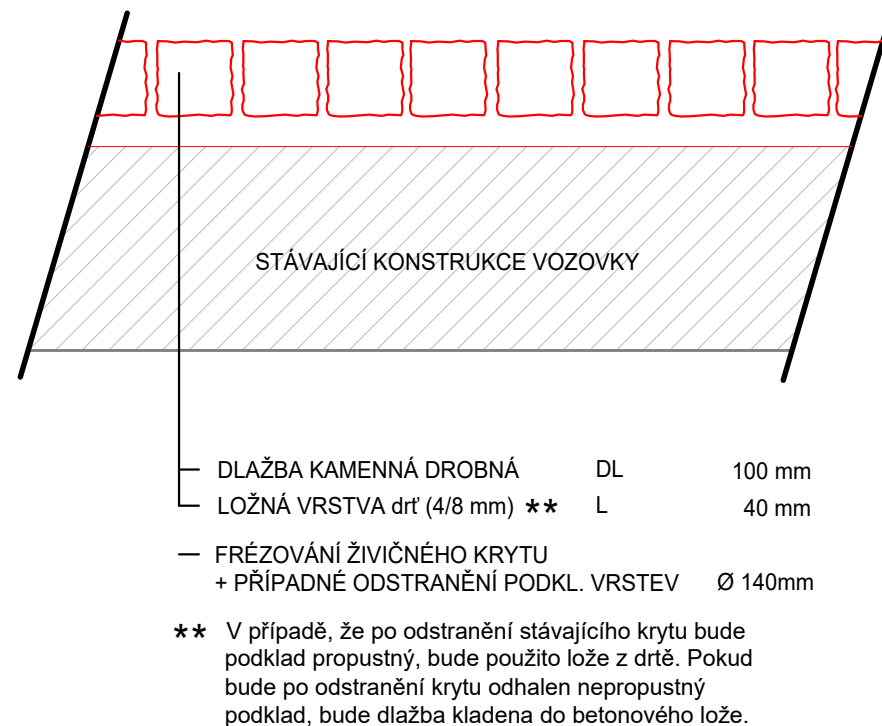 STÁVAJÍCÍ KONSTRUKCE VOZOVKY
DLAŽBA KAMENNÁ DROBNÁ DL 100 mm
LOŽNÁ VRSTVA drť (4/8 mm) ** L 40 mm
FRÉZOVÁNÍ ŽIVIČNÉHO KRYTU
+ PŘÍPADNÉ ODSTRANĚNÍ PODKL. VRSTEV Ø 140mm
** V případě, že po odstranění stávajícího krytu bude
podklad propustný, bude použito lože z drtě. Pokud
bude po odstranění krytu odhalen nepropustný
podklad, bude dlažba kladena do betonového lože.